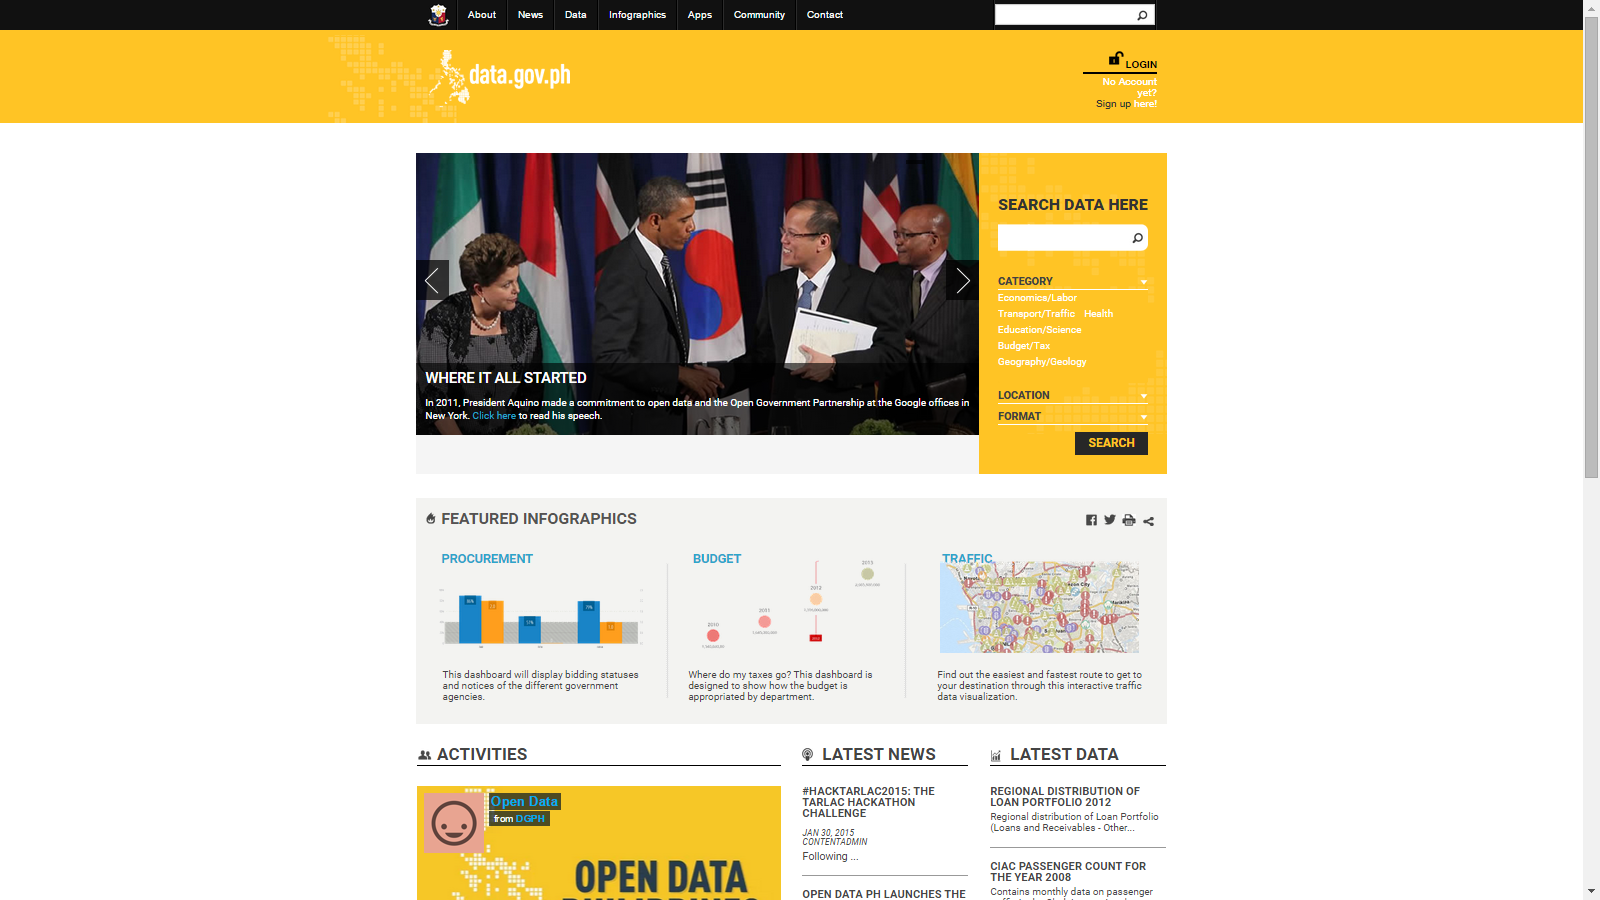 About
News
Data
Infographics
Apps
Community
Contact
data.gov.ph
LOGIN
No Account
yet?
Sign up here!
WHERE IT ALL STARTED
In 2011, President Aquino made a commitment to open data and the Open Government Partnership at the Google offices in
New York. Click here to read his speech.
SEARCH DATA HERE
CATEGORY
Economics/Labor
Transport/Traffic Health
Education/Science
Budget/Tax
Geography/Geology
LOCATION
FORMAT
SEARCH
FEATURED INFOGRAPHICS
PROCUREMENT
This dashboard will display bidding statuses
and notices of the different government
agencies.
BUDGET
2010
2011
2012
2013
Where do my taxes go? This dashboard is
designed to show how the budget is
appropriated by department.
TRAFFIC
Find out the easiest and fastest route to get to
your destination through this interactive traffic
data visualization.
ACTIVITIES
Open Data
from DGPH
OPEN DATA
PHILIPPINES
LATEST NEWS
#HACKTARLAC2015: THE
TARLAC HACKATHON
CHALLENGE
JAN 30, 2015
CONTENTADMIN
Following ...
OPEN DATA PH LAUNCHES THE
LATEST DATA
REGIONAL DISTRIBUTION OF
LOAN PORTFOLIO 2012
Regional distribution of Loan Portfolio
(Loans and Receivables - Other...
CIAC PASSENGER COUNT FOR
THE YEAR 2008
Contains monthly data on passenger